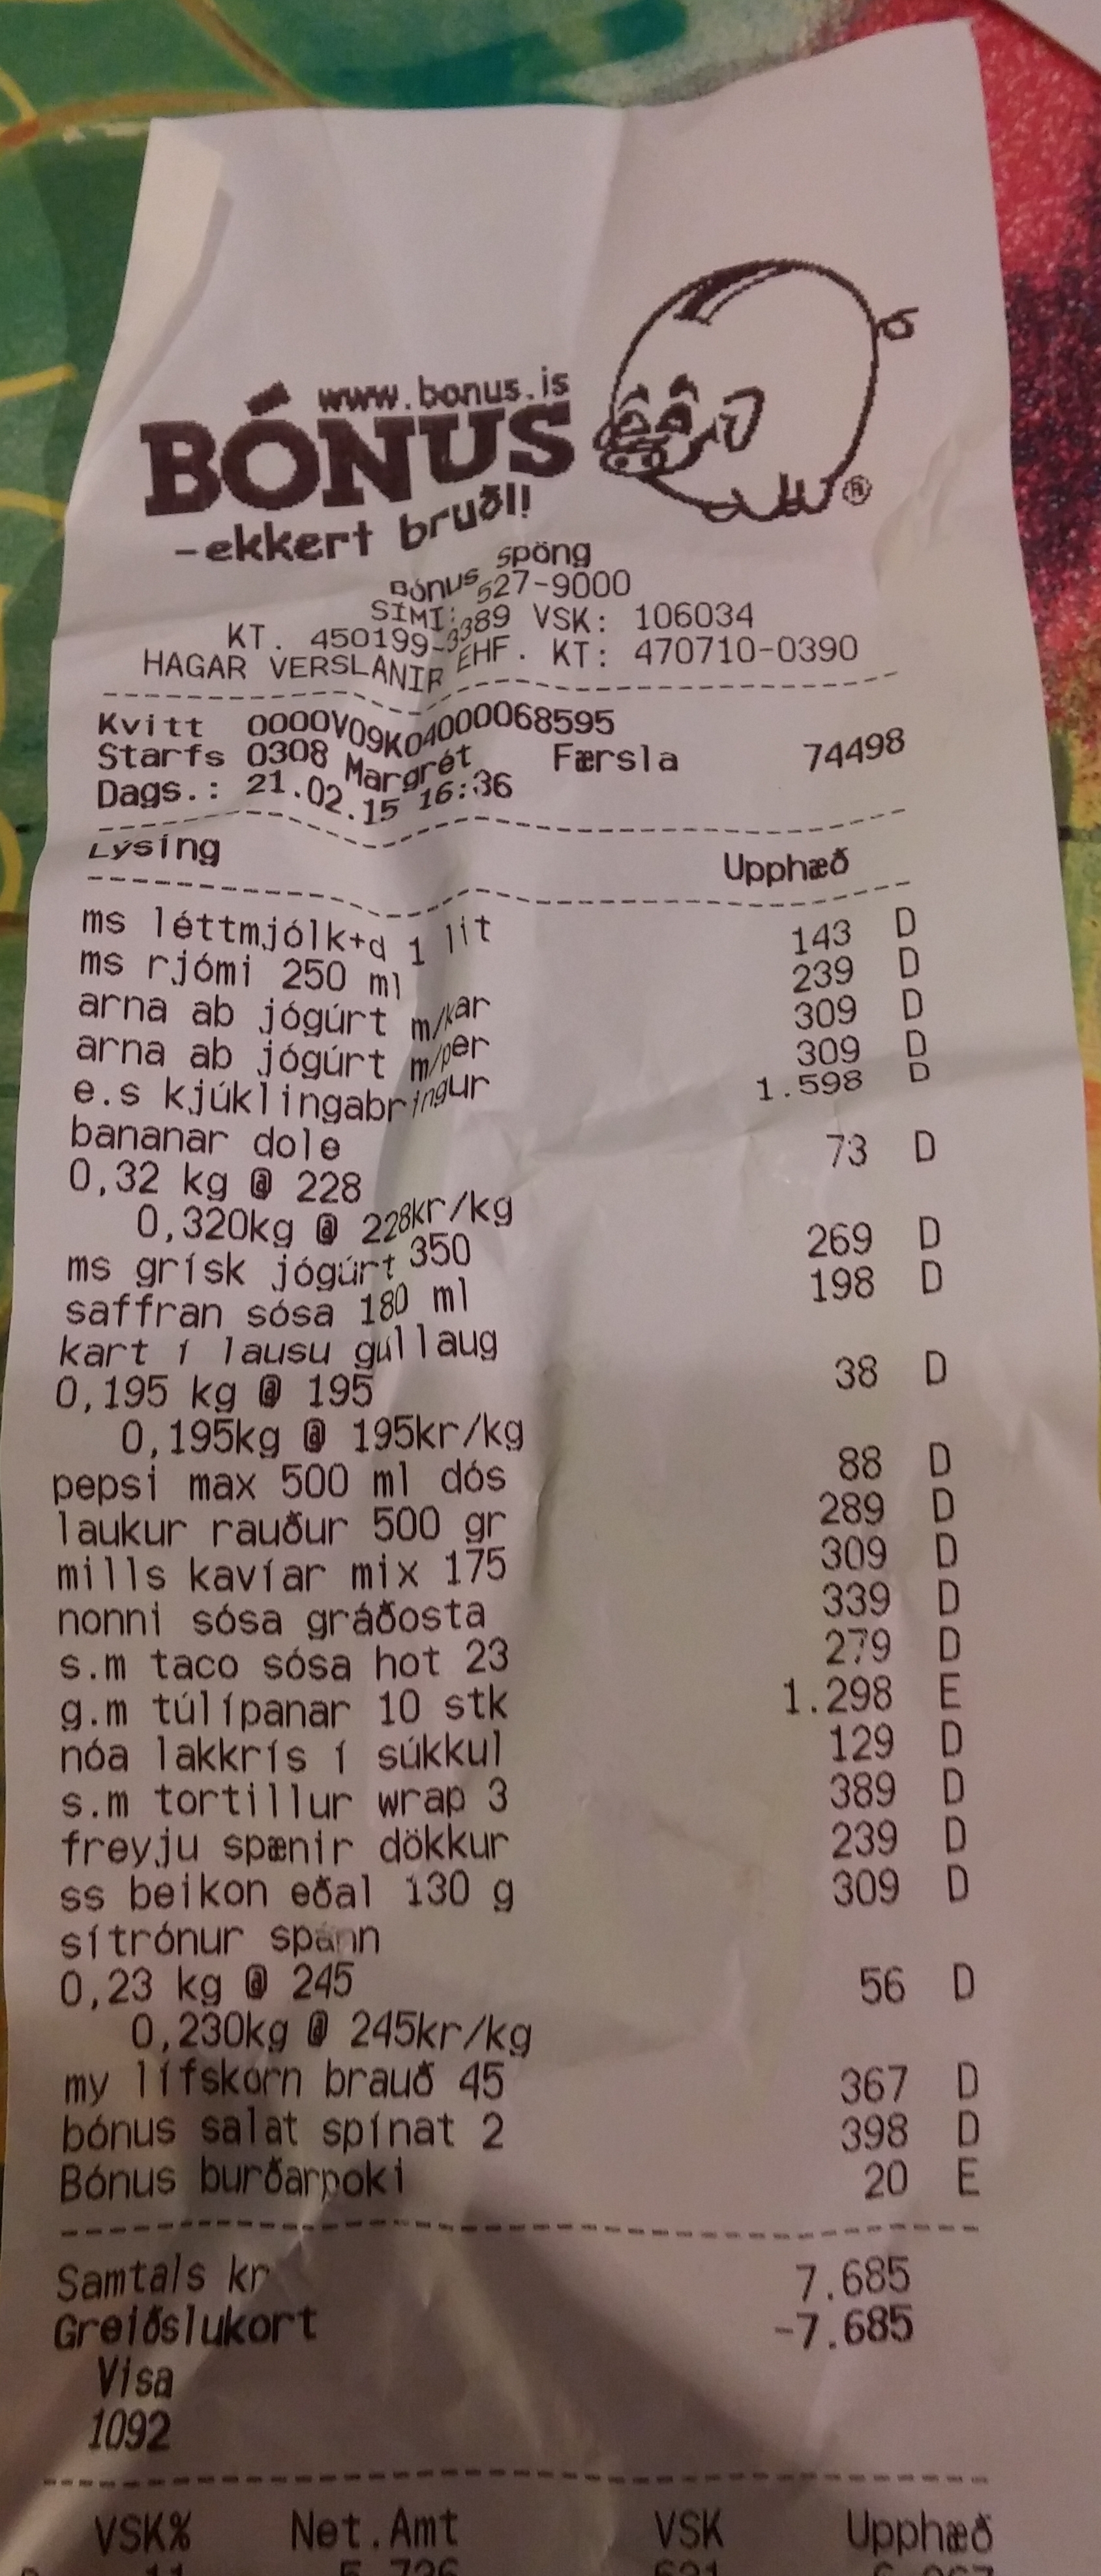 www.bonus.is
BÓNUS
-ekkert bruðl!
®
Bónus Spöng
SÍMI: 527-9000
KT. 450199-3389 VSK: 106034
HAGAR VERSLANIR EHF. KT: 470710-0390
Kvitt 0000V09K04000068595
Starfs 0308 Margrét Færsla 74498
Dags.: 21.02.15 16:36
Lýsing Upphæð
ms léttmjólk+d 1 lit 143 D
ms rjómi 250 ml 239 D
arna ab jógúrt m/kar 309 D
arna ab jógúrt m/per 309 D
e.s kjúklingabringur 1.598 D
bananar dole
0,32 kg @ 228 73 D
0,320kg @ 228kr/kg
ms grísk jógúrt 350 269 D
saffran sósa 180 ml 198 D
kart í lausu gullaug
0,195 kg @ 195 38 D
0,195kg @ 195kr/kg
pepsi max 500 ml dós 88 D
laukur rauður 500 gr 289 D
mills kavíar mix 175 309 D
nonni sósa gráðosta 339 D
s.m taco sósa hot 23 279 D
g.m túlípanar 10 stk 1.298 E
nóa lakkrís í súkkul 129 D
s.m tortillur wrap 3 389 D
freyju spænir dökkur 239 D
ss beikon eðal 130 g 309 D
sítrónur spánn
0,23 kg @ 245 56 D
0,230kg @ 245kr/kg
my lífskorn brauð 45 367 D
bónus salat spínat 2 398 D
Bónus burðarpoki 20 E
Samtals kr 7.685
Greiðslukort -7.685
Visa
1092
VSK% Net.Amt VSK Upphæð